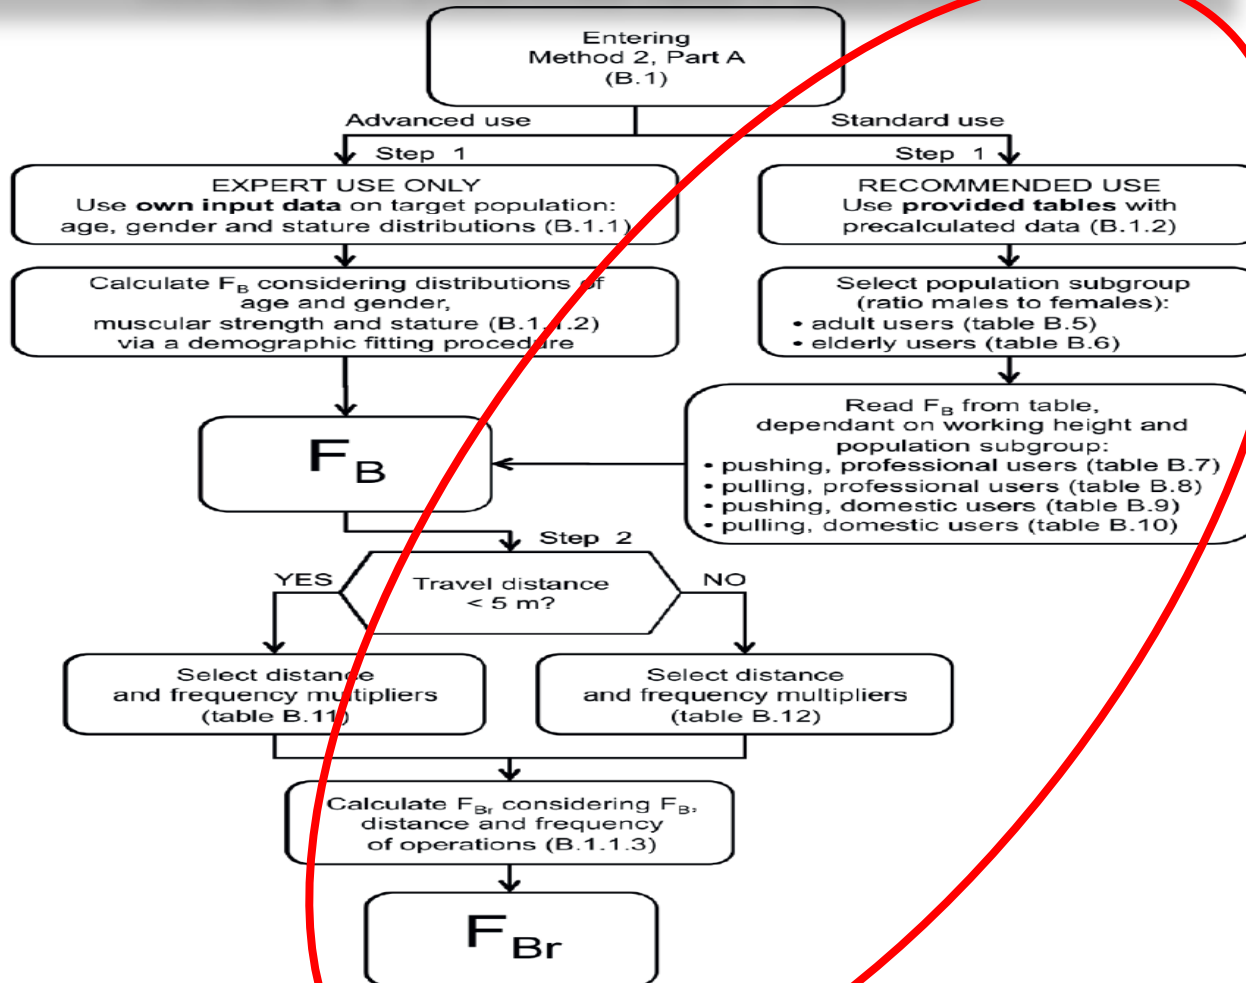 Entering
Method 2, Part A
(B.1)
Advanced use
Standard use
Step 1
Step 1
EXPERT USE ONLY
Use own input data on target population:
age, gender and stature distributions (B.1.1)
RECOMMENDED USE
Use provided tables with
precalculated data (B.1.2)
Calculate FB considering distributions of
age and gender,
muscular strength and stature (B.1.1.2)
via a demographic fitting procedure
Select population subgroup
(ratio males to females):
• adult users (table B.5)
• elderly users (table B.6)
Read FB from table,
dependant on working height and
population subgroup:
• pushing, professional users (table B.7)
• pulling, professional users (table B.8)
• pushing, domestic users (table B.9)
• pulling, domestic users (table B.10)
FB
Step 2
YES
Travel distance
< 5 m?
NO
Select distance
and frequency multipliers
(table B.11)
Select distance
and frequency multipliers
(table B.12)
Calculate FBr considering FB,
distance and frequency
of operations (B.1.1.3)
FBr